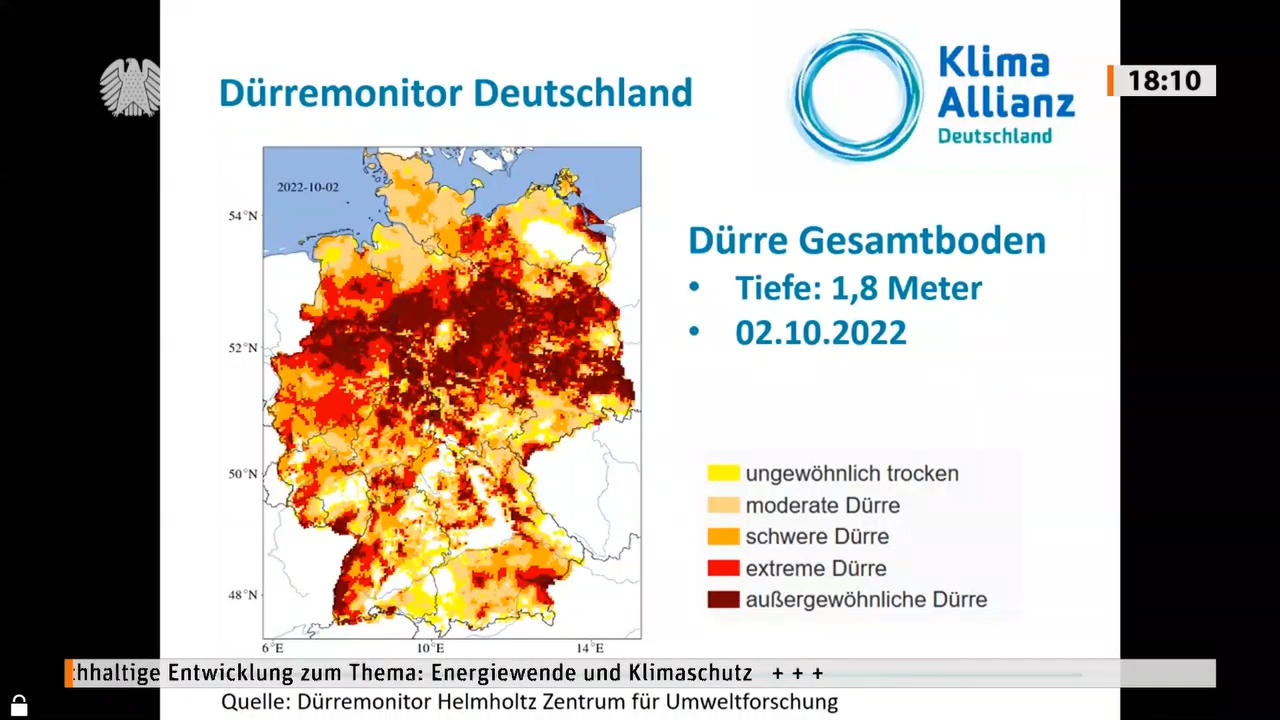 Dürremonitor Deutschland
Klima
Allianz
Deutschland
18:10
2022-10-02
54°N
52°N
50°N
48°N
6°E
10°E
14°E
Dürre Gesamtboden
• Tiefe: 1,8 Meter
• 02.10.2022
ungewöhnlich trocken
moderate Dürre
schwere Dürre
extreme Dürre
außergewöhnliche Dürre
hhaltige Entwicklung zum Thema: Energiewende und Klimaschutz + + +
Quelle: Dürremonitor Helmholtz Zentrum für Umweltforschung